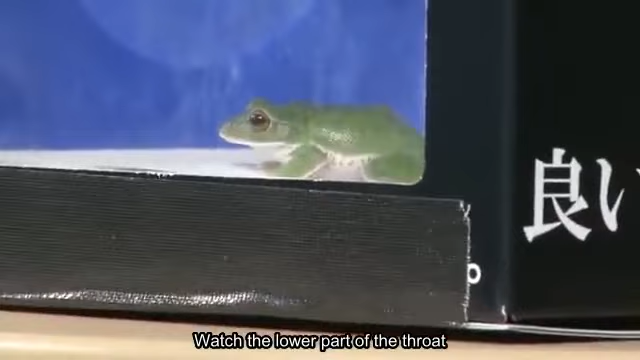 良い
Watch the lower part of the throat